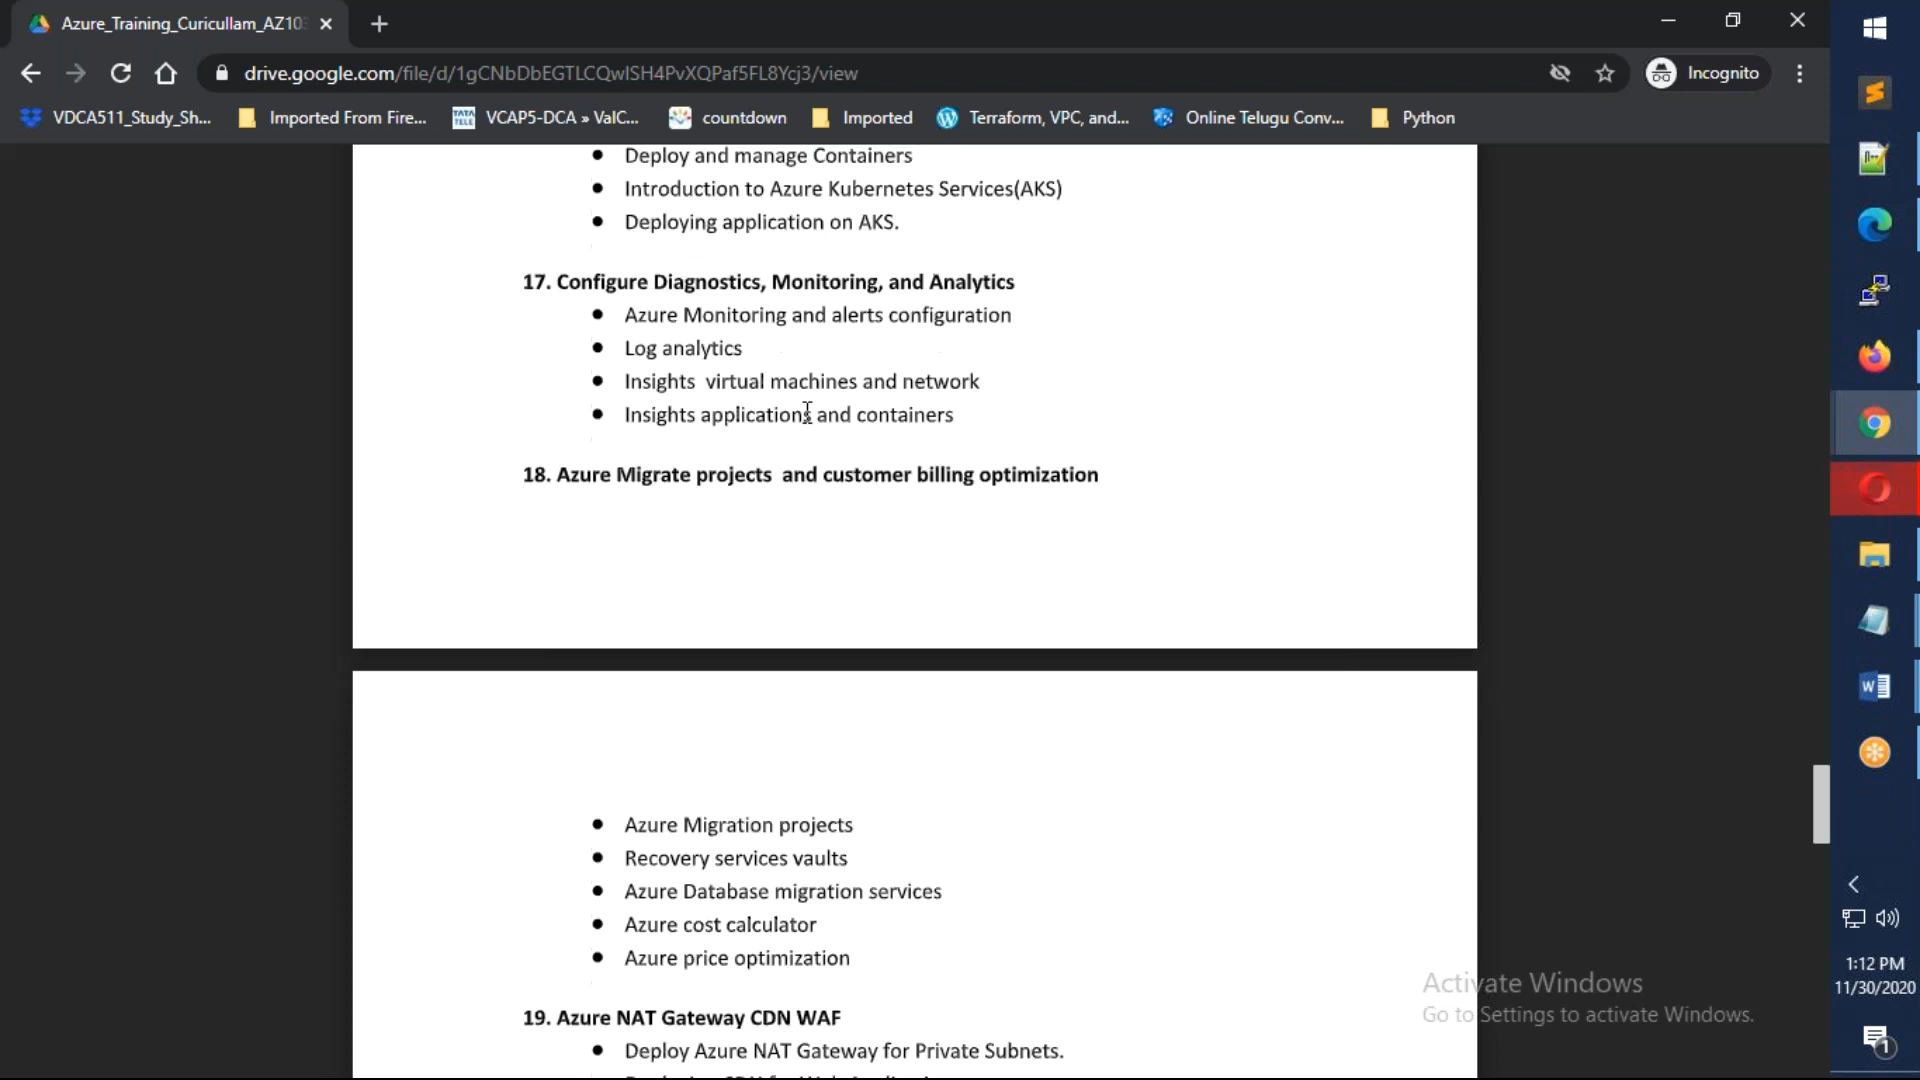 Azure_Training_Curicullam_AZ103
drive.google.com/file/d/1gCNbDbEGTLCQwISH4PvXQPaf5FL8Ycj3/view
Incognito
VDCA511_Study_Sh...
Imported From Fire...
TATA TELE
VCAP5-DCA » ValC...
countdown
Imported
Terraform, VPC, and...
Online Telugu Conv...
Python
Deploy and manage Containers
Introduction to Azure Kubernetes Services(AKS)
Deploying application on AKS.
17. Configure Diagnostics, Monitoring, and Analytics
Azure Monitoring and alerts configuration
Log analytics
Insights virtual machines and network
Insights applications and containers
18. Azure Migrate projects and customer billing optimization
Azure Migration projects
Recovery services vaults
Azure Database migration services
Azure cost calculator
Azure price optimization
19. Azure NAT Gateway CDN WAF
Deploy Azure NAT Gateway for Private Subnets.
Activate Windows
Go to Settings to activate Windows.
1:12 PM
11/30/2020
1